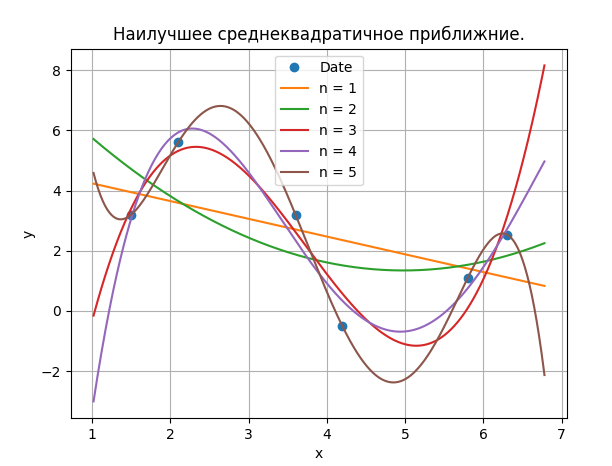 Наилучшее среднеквадратичное приближние.
Date
n = 1
n = 2
n = 3
n = 4
n = 5
y
8
6
4
2
0
−2
1
2
3
4
5
6
7
x